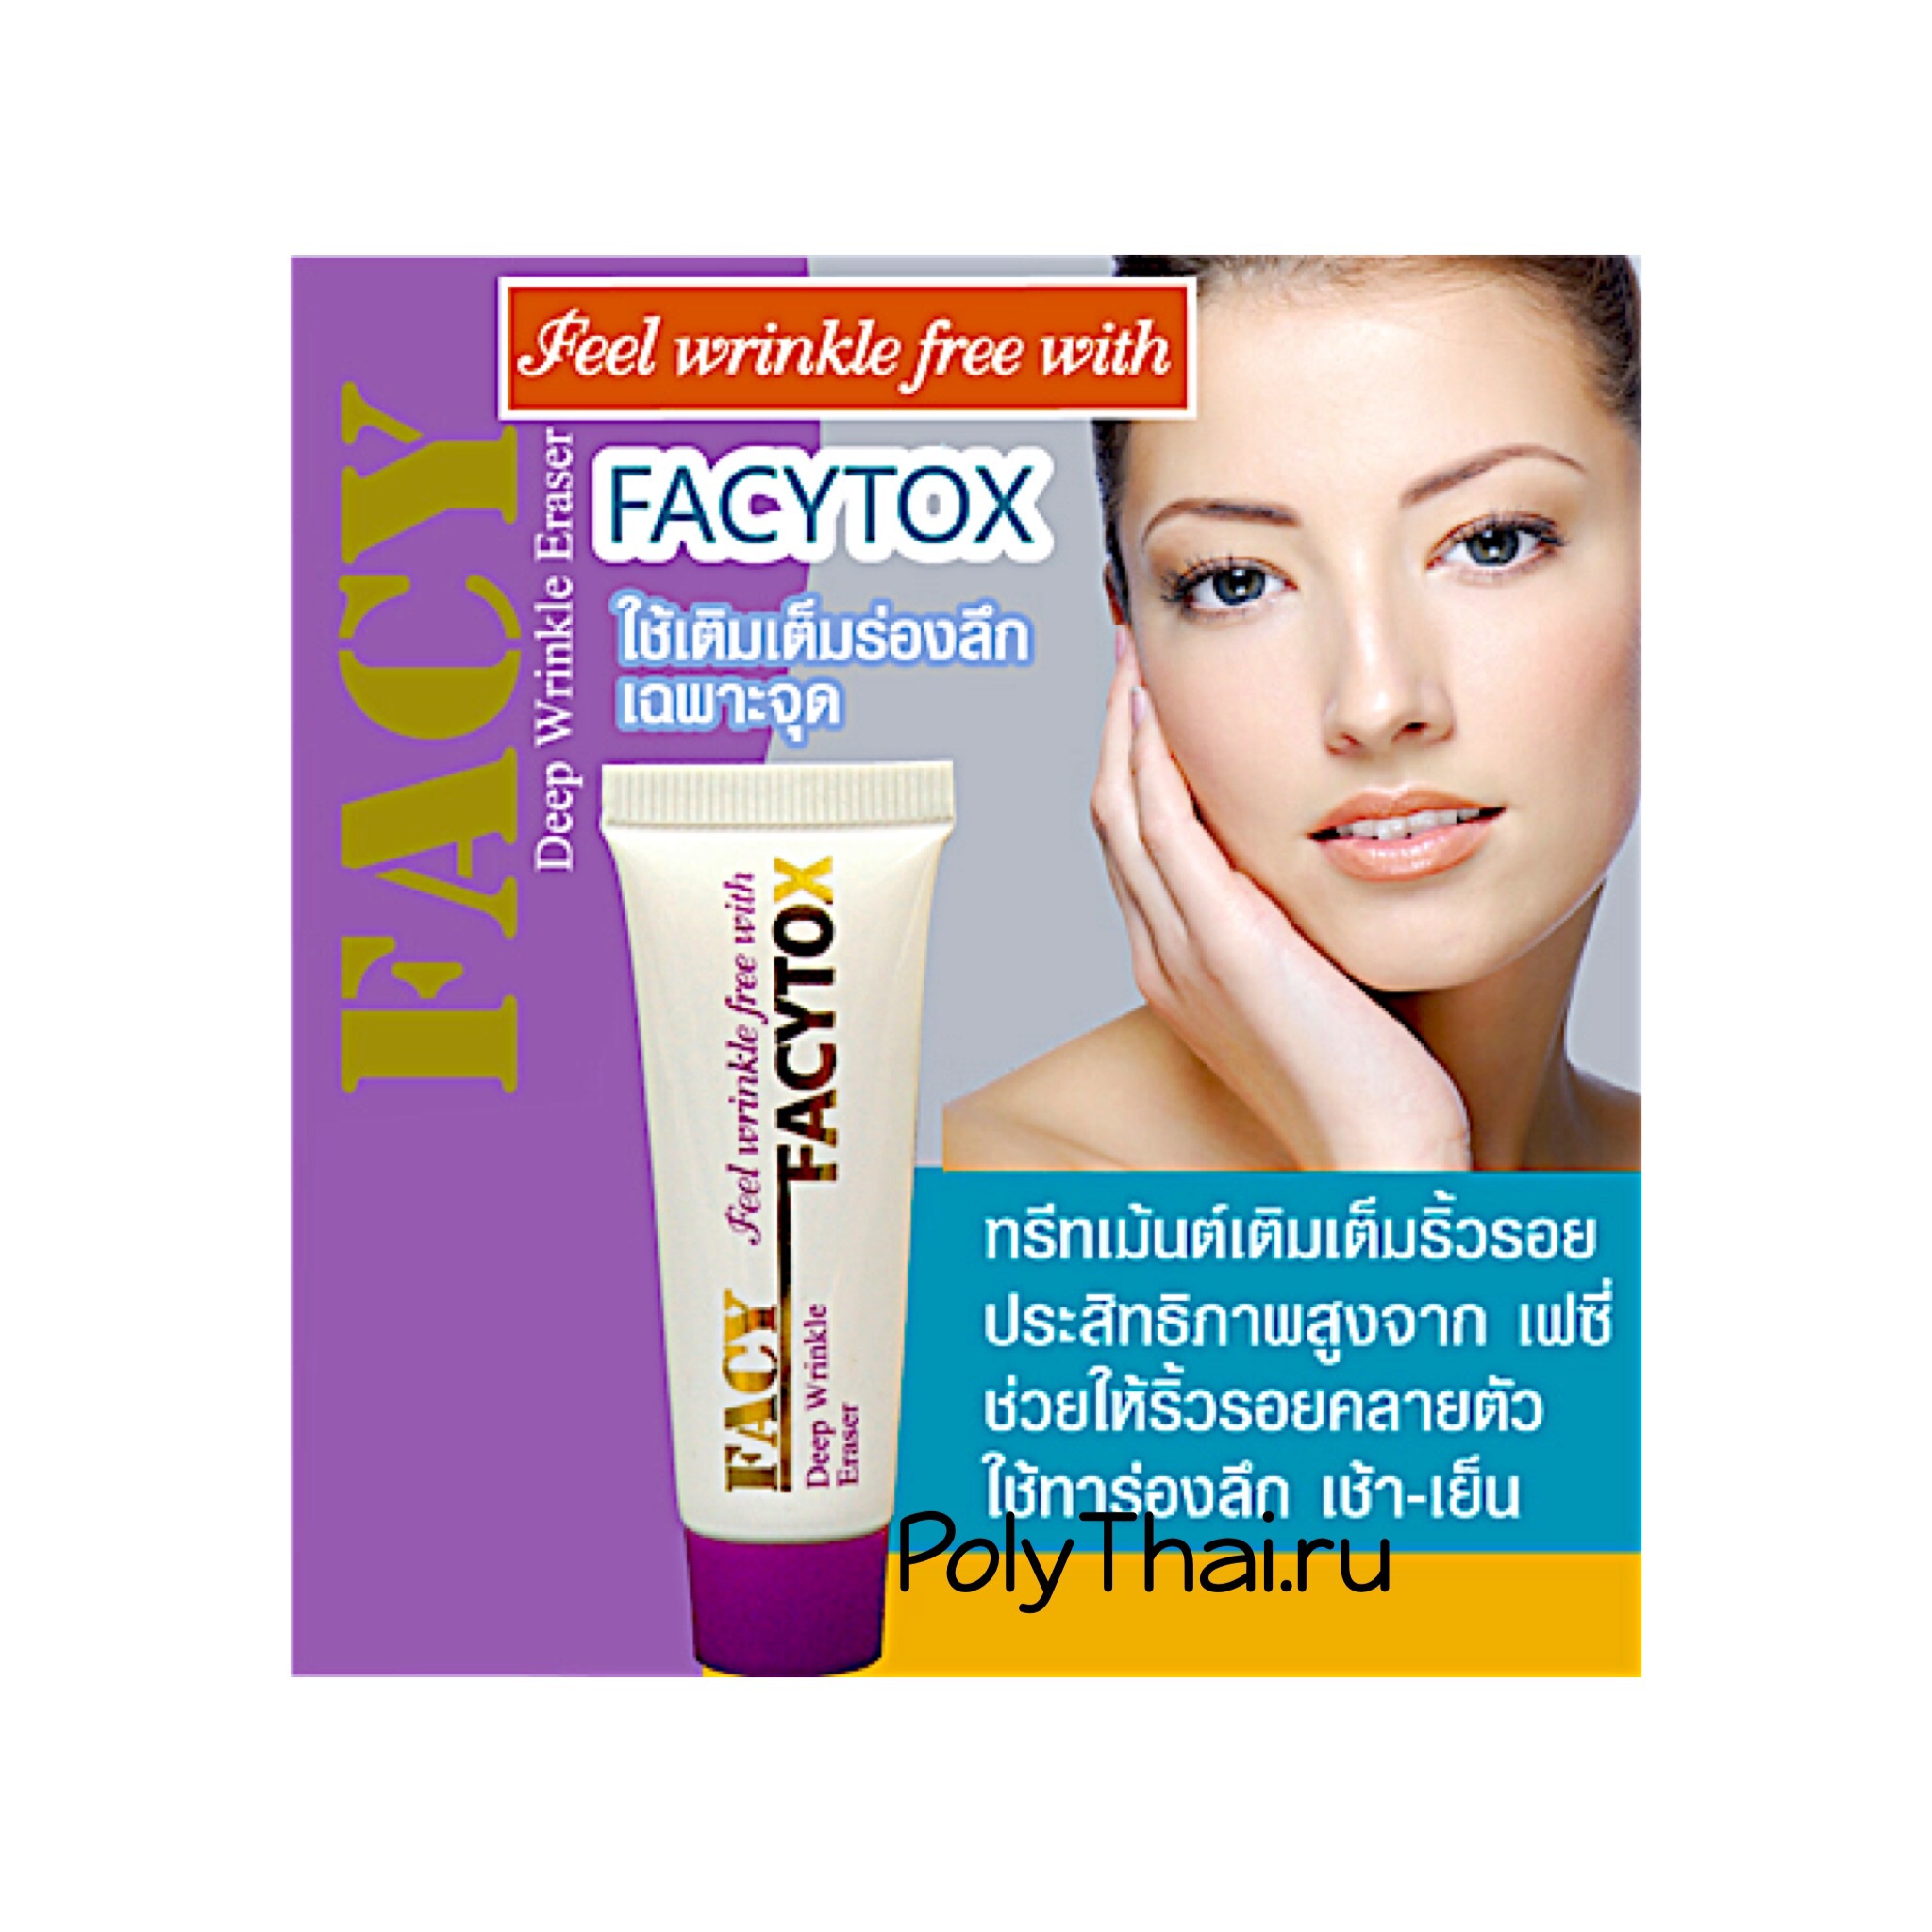 Feel wrinkle free with
FACY
Deep Wrinkle Eraser
FACYTOX
ใช้เติมเต็มร่องลึก
เฉพาะจุด
Feel wrinkle free with
FACYTOX
FACY
Deep Wrinkle
Eraser
ทรีทเม้นต์เติมเต็มริ้วรอย
ประสิทธิภาพสูงจาก เฟซี่
ช่วยให้ริ้วรอยคลายตัว
ใช้ทาร่องลึก เช้า-เย็น
PolyThai.ru